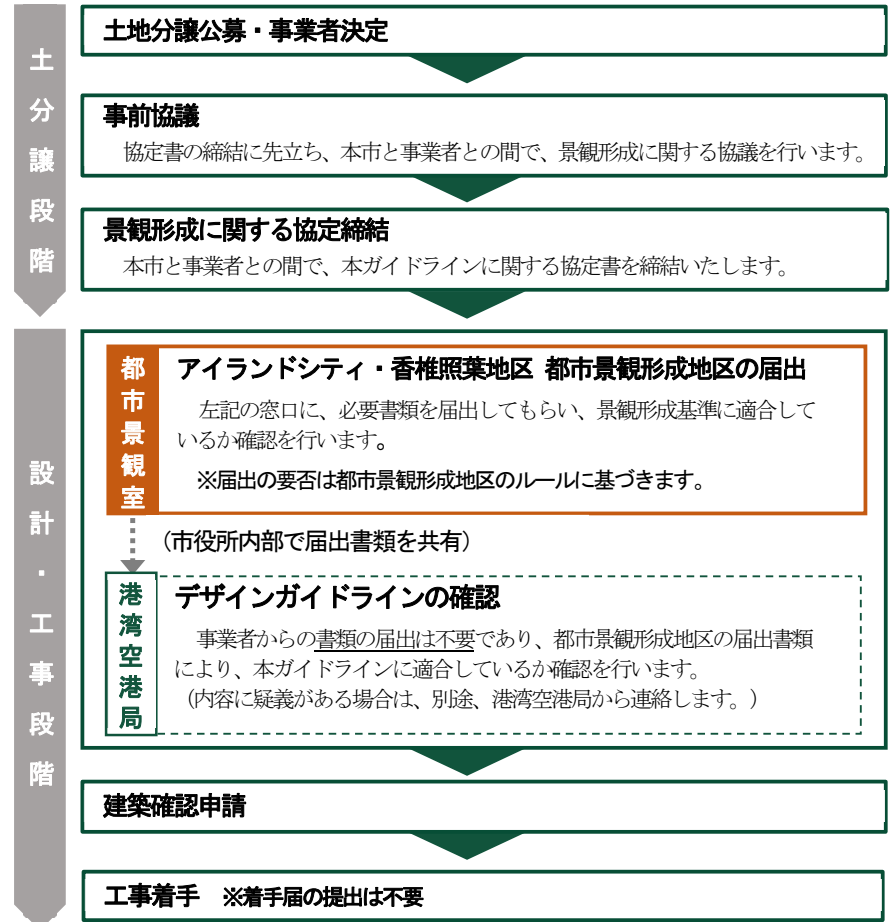 土分譲段階
土地分譲公募・事業者決定
事前協議
協定書の締結に先立ち、本市と事業者との間で、景観形成に関する協議を行います。
景観形成に関する協定締結
本市と事業者との間で、本ガイドラインに関する協定書を締結いたします。
設計・工事段階
都市景観室
アイランドシティ・香椎照葉地区 都市景観形成地区の届出
左記の窓口に、必要書類を届出してもらい、景観形成基準に適合して
いるか確認を行います。
※届出の要否は都市景観形成地区のルールに基づきます。
(市役所内部で届出書類を共有)
港湾空港局
デザインガイドラインの確認
事業者からの書類の届出は不要であり、都市景観形成地区の届出書類
により、本ガイドラインに適合しているか確認を行います。
(内容に疑義がある場合は、別途、港湾空港局から連絡します。)
建築確認申請
工事着手 ※着手届の提出は不要